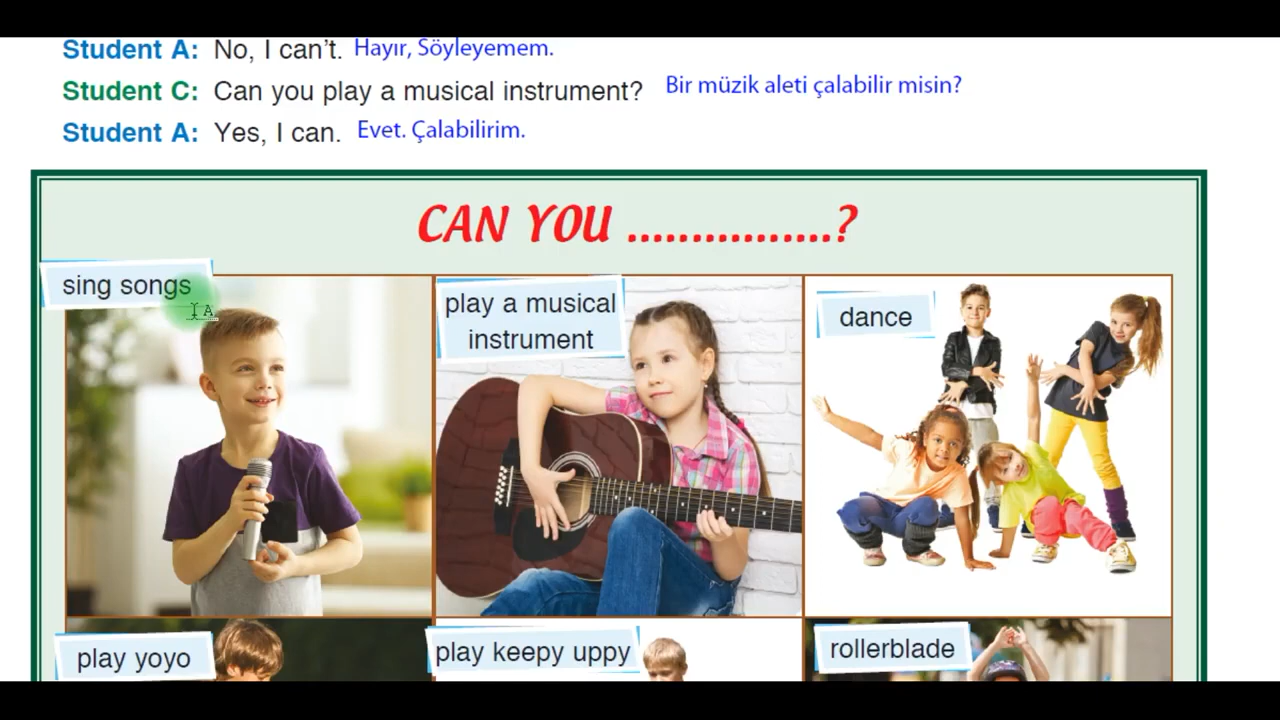 Student A: No, I can't. Hayır, Söyleyemem.
Student C: Can you play a musical instrument? Bir müzik aleti çalabilir misin?
Student A: Yes, I can. Evet. Çalabilirim.
CAN YOU ................?
sing songs
play a musical
instrument
dance
play yoyo
play keepy uppy
rollerblade